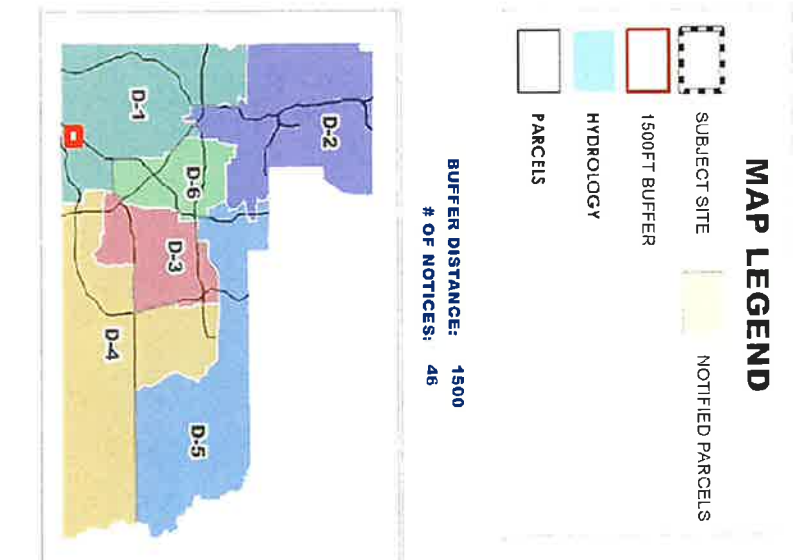 MAP LEGEND
SUBJECT SITE
NOTIFIED PARCELS
1500FT BUFFER
HYDROLOGY
PARCELS
BUFFER DISTANCE: 1500
# OF NOTICES: 46
D-2
D-1
D-6
D-3
D-5
D-4